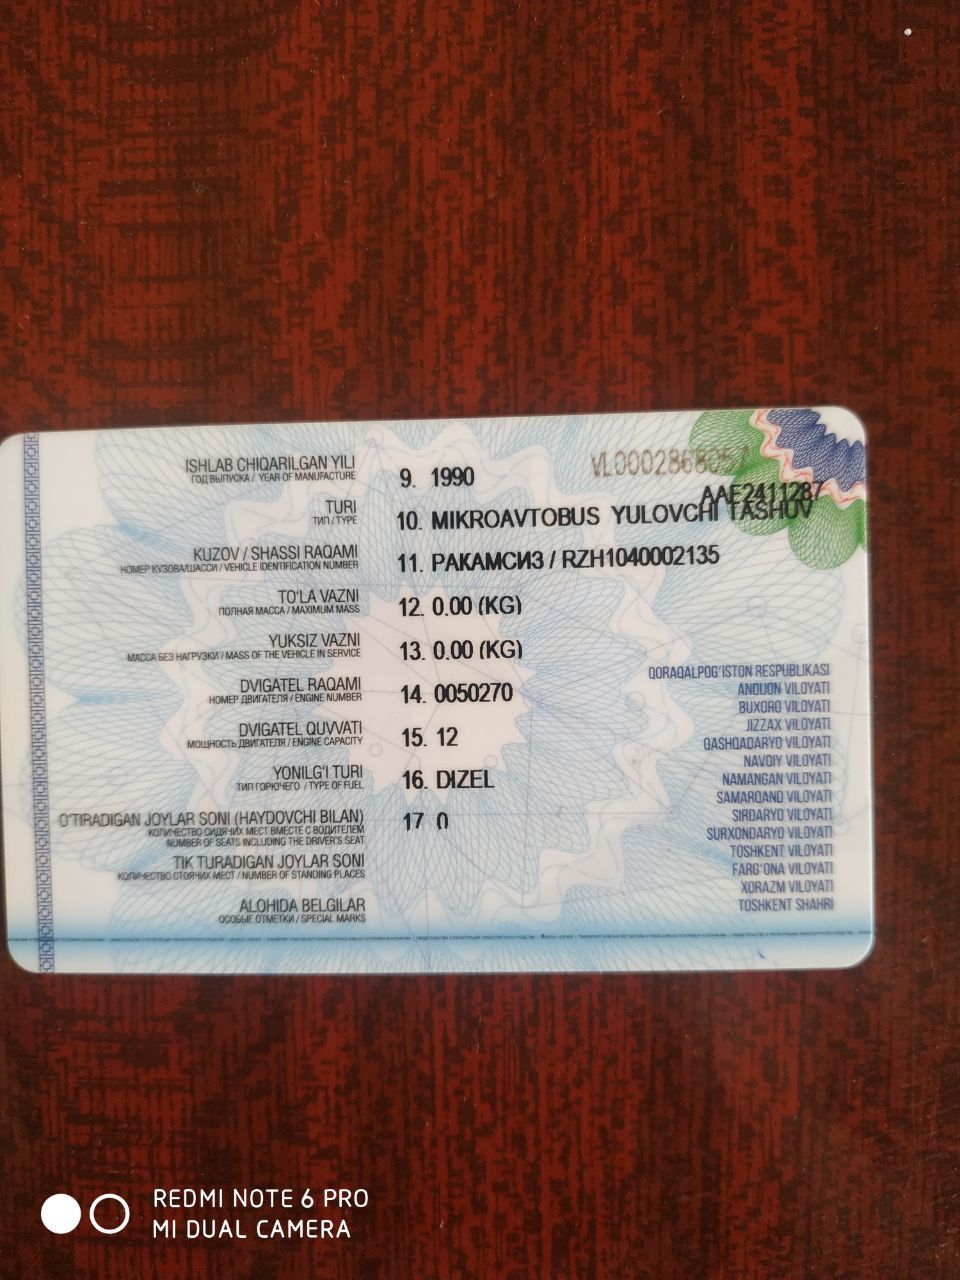 ISHLAB CHIQARILGAN YILI
ГОД ВЫПУСКА / YEAR OF MANUFACTURE
9. 1990
AAE2411287
TURI
ТИП / TYPE
10. MIKROAVTOBUS YULOVCHI TASHUV
KUZOV / SHASSI RAQAMI
НОМЕР КУЗОВА/ШАССИ / VEHICLE IDENTIFICATION NUMBER
11. РАКАМСИЗ / RZH1040002135
TO'LA VAZNI
ПОЛНАЯ МАССА / MAXIMUM MASS
12. 0.00 (KG)
YUKSIZ VAZNI
МАССА БЕЗ НАГРУЗКИ / MASS OF THE VEHICLE IN SERVICE
13. 0.00 (KG)
DVIGATEL RAQAMI
НОМЕР ДВИГАТЕЛЯ / ENGINE NUMBER
14. 0050270
DVIGATEL QUVVATI
МОЩНОСТЬ ДВИГАТЕЛЯ / ENGINE CAPACITY
15. 12
YONILG'I TURI
ТИП ГОРЮЧЕГО / TYPE OF FUEL
16. DIZEL
O'TIRADIGAN JOYLAR SONI (HAYDOVCHI BILAN)
КОЛИЧЕСТВО СИДЯЧИХ МЕСТ ВМЕСТЕ С ВОДИТЕЛЕМ
NUMBER OF SEATS INCLUDING THE DRIVER'S SEAT
17 0
TIK TURADIGAN JOYLAR SONI
КОЛИЧЕСТВО СТОЯЧИХ МЕСТ / NUMBER OF STANDING PLACES
ALOHIDA BELGILAR
ОСОБЫЕ ОТМЕТКИ / SPECIAL MARKS
QORAQALPOG'ISTON RESPUBLIKASI
ANDIJON VILOYATI
BUXORO VILOYATI
JIZZAX VILOYATI
QASHQADARYO VILOYATI
NAVOIY VILOYATI
NAMANGAN VILOYATI
SAMARQAND VILOYATI
SIRDARYO VILOYATI
SURXONDARYO VILOYATI
TOSHKENT VILOYATI
FARG'ONA VILOYATI
XORAZM VILOYATI
TOSHKENT SHAHRI
REDMI NOTE 6 PRO
MI DUAL CAMERA